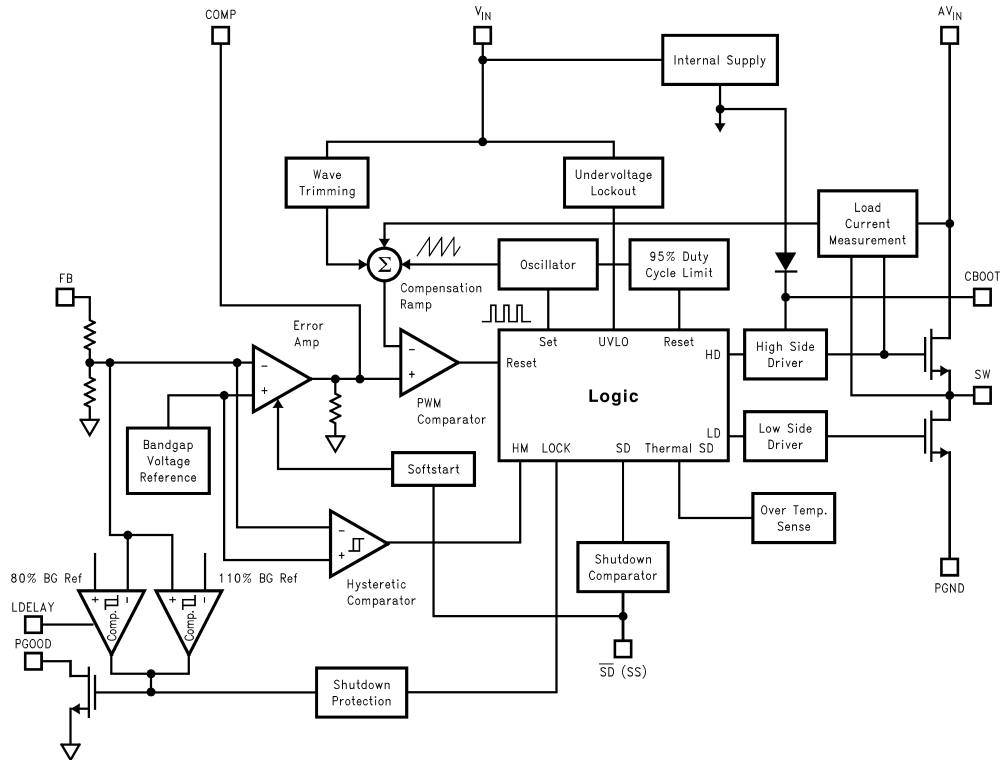 COMP
VIN
AVIN
Internal Supply
Wave
Trimming
Undervoltage
Lockout
Load
Current
Measurement
Σ
Oscillator
95% Duty
Cycle Limit
Compensation
Ramp
FB
CBOOT
Error
Amp
Set
UVLO
Reset
Reset
HD
High Side
Driver
SW
−
+
−
+
PWM
Comparator
Logic
LD
Low Side
Driver
Bandgap
Voltage
Reference
HM
LOCK
SD
Thermal SD
Softstart
Over Temp.
Sense
−
+
Hysteretic
Comparator
Shutdown
Comparator
80% BG Ref
110% BG Ref
PGND
LDELAY
+
−
+
−
Comp.
Comp.
PGOOD
SD (SS)
Shutdown
Protection